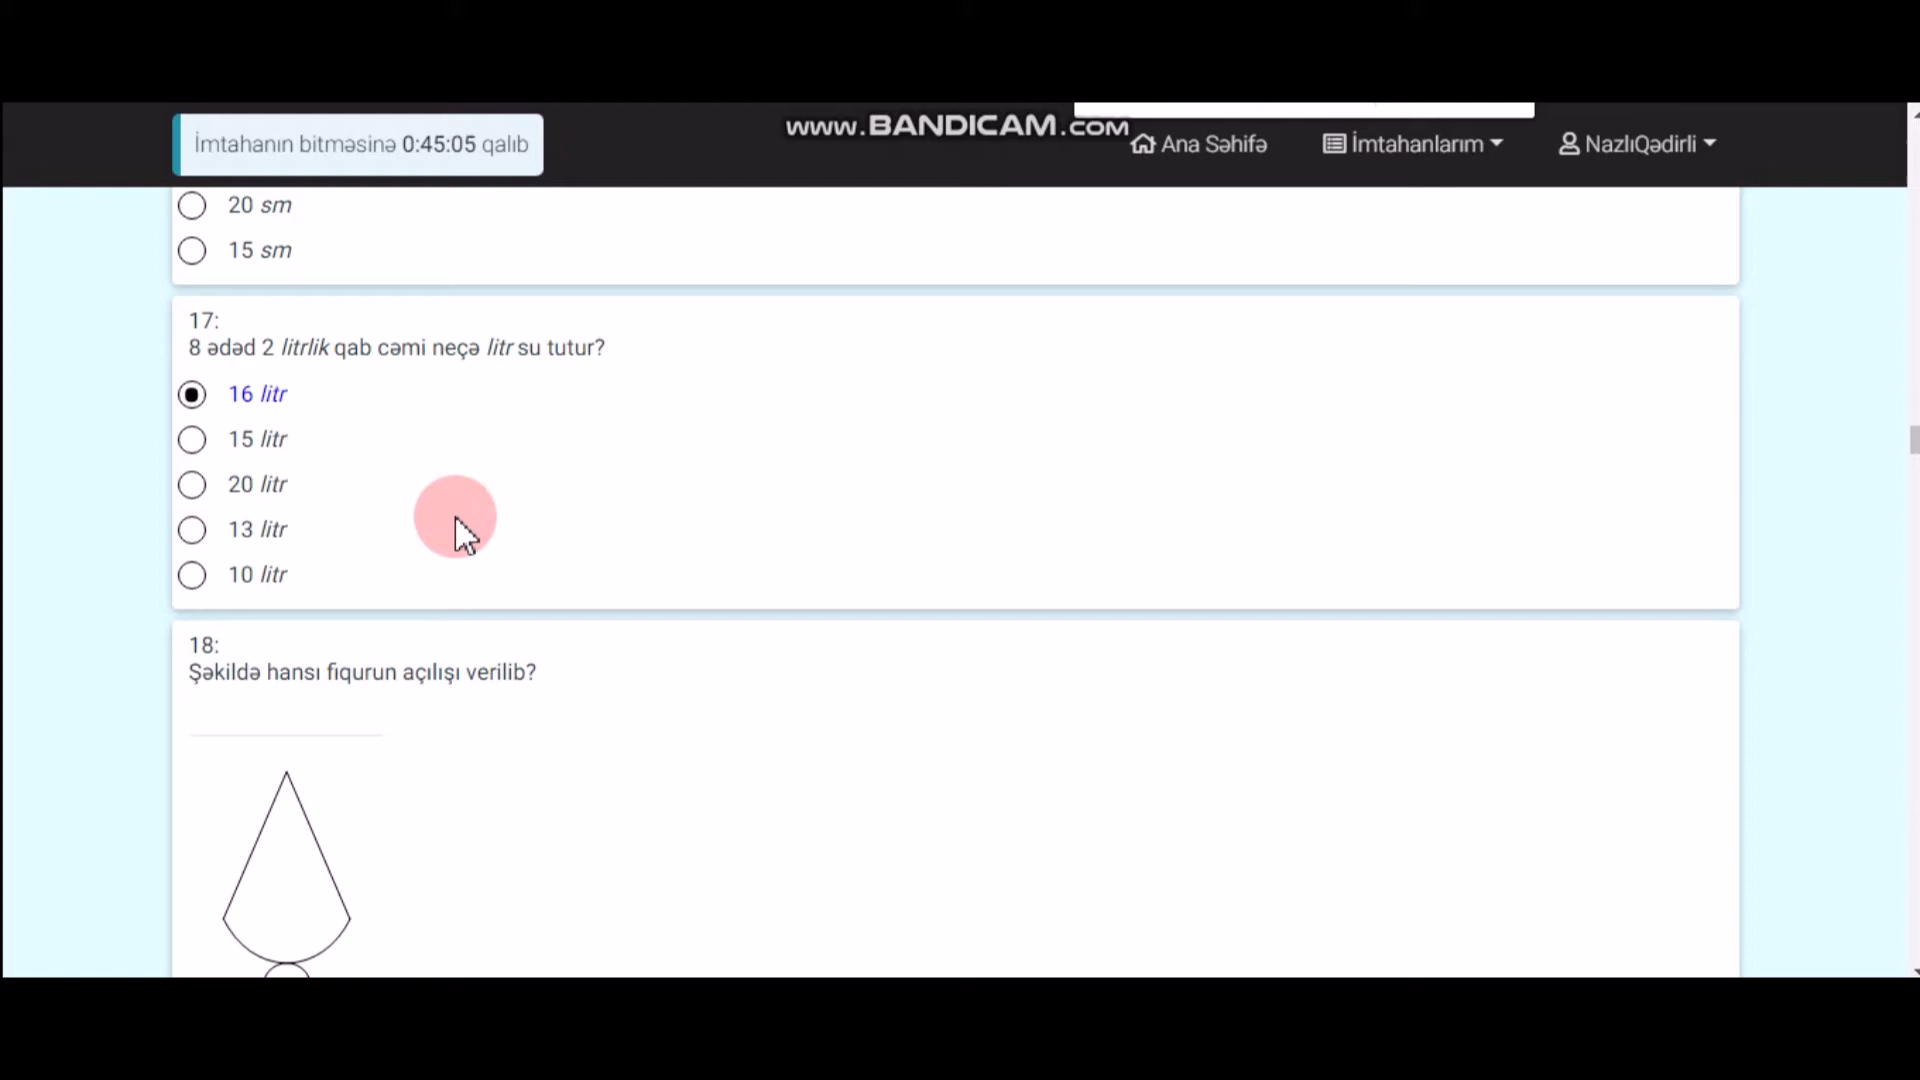 www.BANDICAM.com
İmtahanın bitməsinə 0:45:05 qalıb
Ana Səhifə
İmtahanlarım
NazlıQədirli
20 sm
15 sm
17:
8 ədəd 2 litrlik qab cəmi neçə litr su tutur?
16 litr
15 litr
20 litr
13 litr
10 litr
18:
Şəkildə hansı fiqurun açılışı verilib?